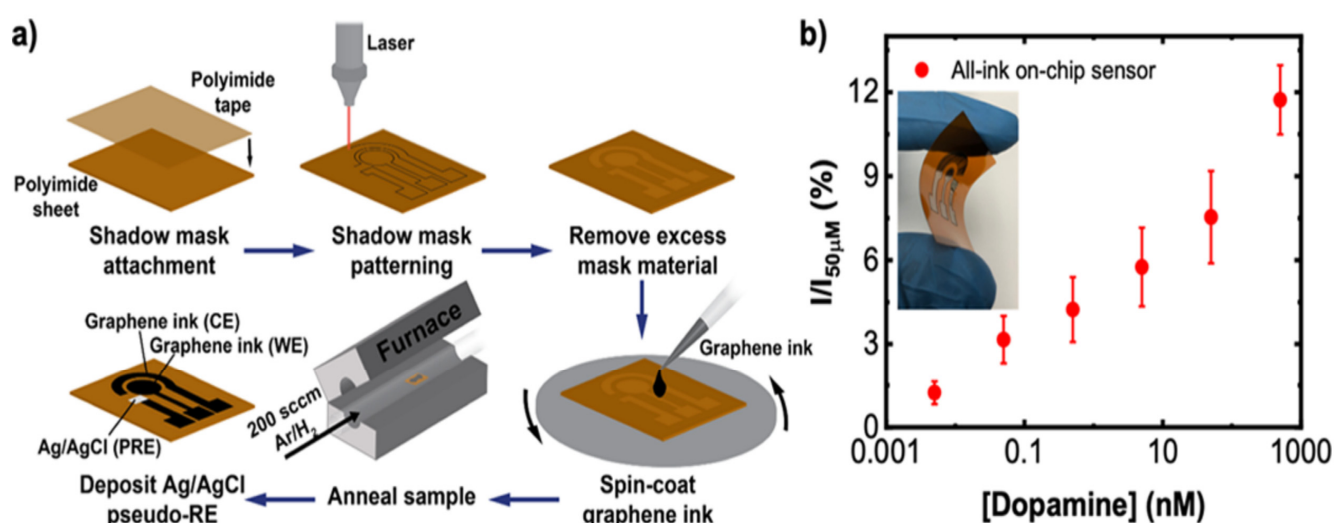 a)
Laser
Polyimide
tape
Polyimide
sheet
Shadow mask
attachment
Shadow mask
patterning
Remove excess
mask material
Graphene ink
Spin-coat
graphene ink
Furnace
200 sccm
Ar/H₂
Anneal sample
Graphene ink (CE)
Graphene ink (WE)
Ag/AgCl (PRE)
Deposit Ag/AgCl
pseudo-RE
b)
All-ink on-chip sensor
I/I₅₀μM (%)
12
9
6
3
0
0.001
0.1
10
1000
[Dopamine] (nM)